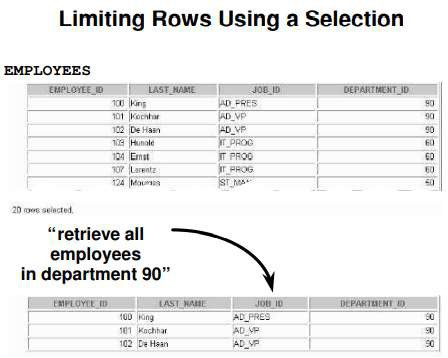 Limiting Rows Using a Selection
EMPLOYEES
EMPLOYEE_ID LAST_NAME JOB_ID DEPARTMENT_ID
100 King AD_PRES 90
101 Kochhar AD_VP 90
102 De Haan AD_VP 90
103 Hunold IT_PROG 60
104 Ernst IT_PROG 60
107 Lorentz IT_PROG 60
124 Mourgos 50
20 rows selected.
“retrieve all
employees
in department 90”
EMPLOYEE_ID LAST_NAME JOB_ID DEPARTMENT_ID
100 King AD_PRES 90
101 Kochhar AD_VP 90
102 De Haan AD_VP 90